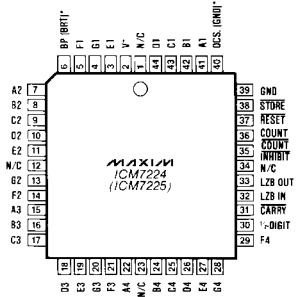 BP (BRT)*
F1
G1
E1
V+
N/C
D1
C1
B1
A1
OCS. (GND)*
6 5 4 3 2 1 44 43 42 41 40
A2 7
B2 8
C2 9
D2 10
E2 11
N/C 12
G2 13
F2 14
A3 15
B3 16
C3 17
MAXIM
ICM7224
(ICM7225)
39 GND
38 STORE
37 RESET
36 COUNT
35 COUNT INHIBIT
34 N/C
33 LZB OUT
32 LZB IN
31 CARRY
30 ½-DIGIT
29 F4
18 19 20 21 22 23 24 25 26 27 28
D3
E3
G3
F3
A4
N/C
B4
C4
D4
E4
G4